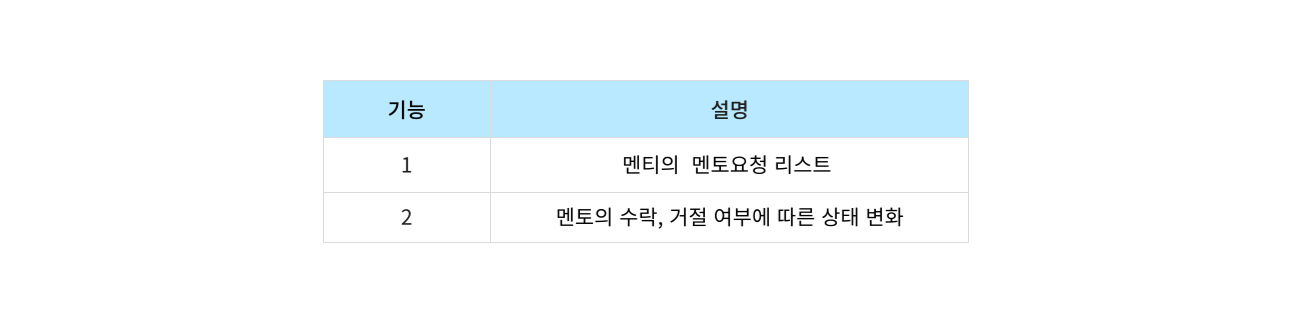 기능 설명
1 멘티의  멘토요청 리스트
2 멘토의 수락, 거절 여부에 따른 상태 변화